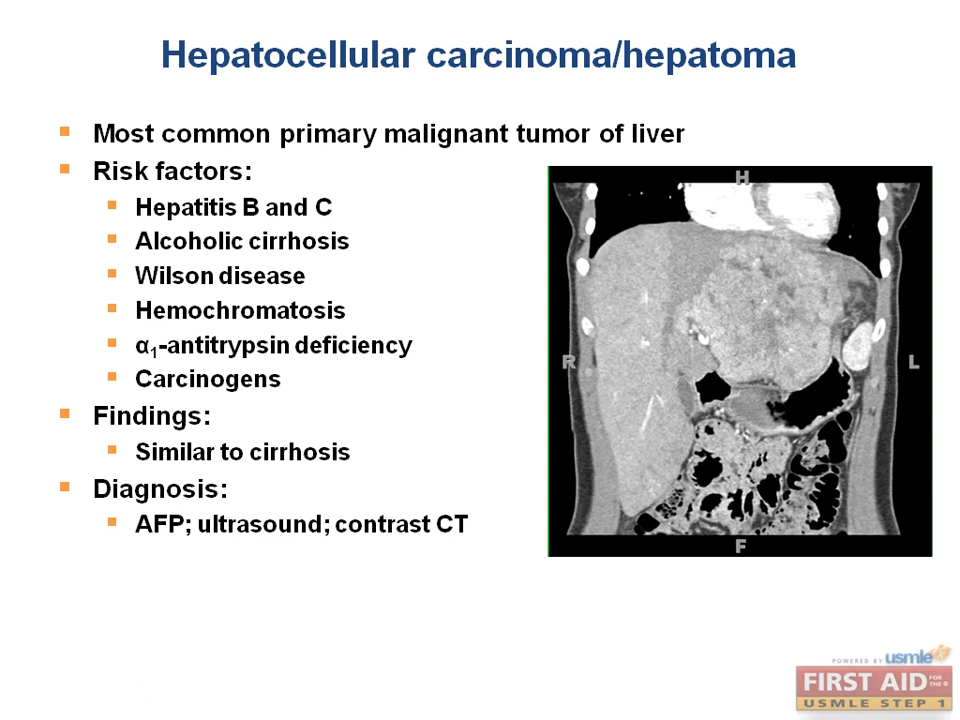 Hepatocellular carcinoma/hepatoma
Most common primary malignant tumor of liver
Risk factors:
Hepatitis B and C
Alcoholic cirrhosis
Wilson disease
Hemochromatosis
α1-antitrypsin deficiency
Carcinogens
Findings:
Similar to cirrhosis
Diagnosis:
AFP; ultrasound; contrast CT
H
R
L
F
POWERED BY usmle
FIRST AID FOR THE®
USMLE STEP 1